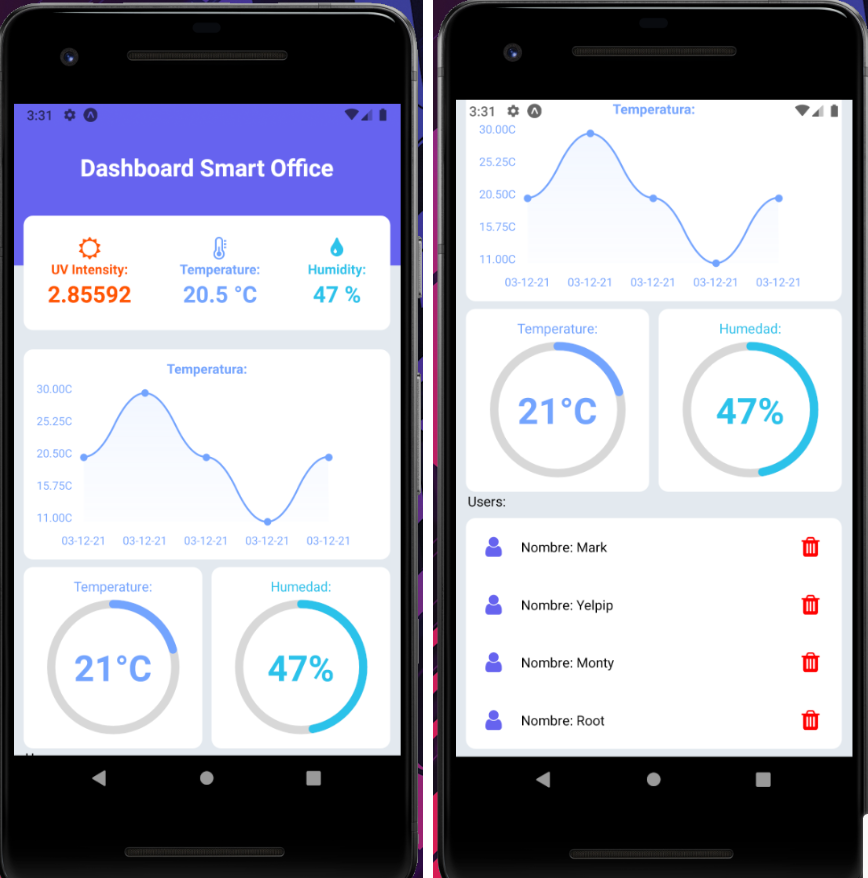 3:31
Dashboard Smart Office
UV Intensity: Temperature: Humidity:
2.85592 20.5 °C 47 %
Temperatura:
30.00C
25.25C
20.50C
15.75C
11.00C
03-12-21 03-12-21 03-12-21 03-12-21 03-12-21
Temperature: Humedad:
21°C 47%
3:31
Temperatura:
30.00C
25.25C
20.50C
15.75C
11.00C
03-12-21 03-12-21 03-12-21 03-12-21 03-12-21
Temperature: Humedad:
21°C 47%
Users:
Nombre: Mark
Nombre: Yelpip
Nombre: Monty
Nombre: Root